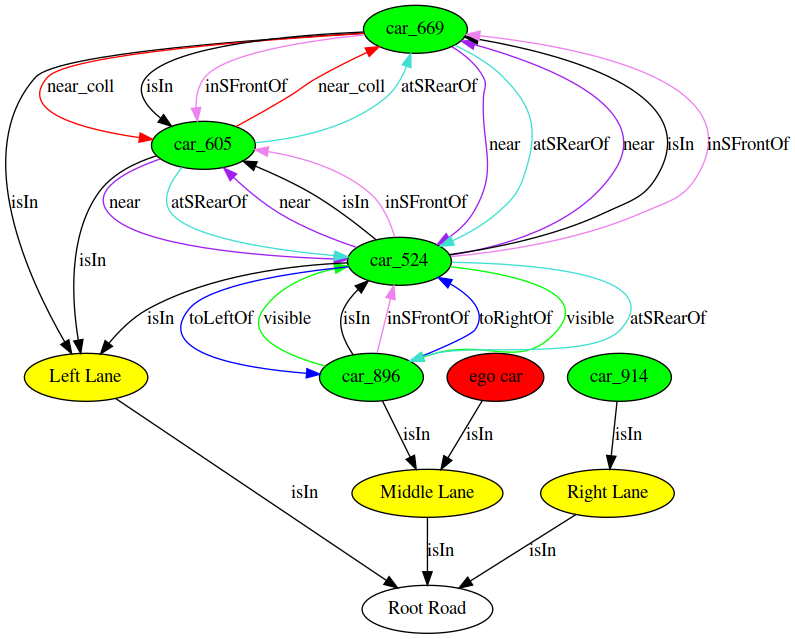 car_669
near_coll isIn inSFrontOf near_coll atSRearOf
car_605 near atSRearOf near isIn inSFrontOf
isIn near atSRearOf near isIn inSFrontOf
isIn
car_524
isIn toLeftOf visible isIn inSFrontOf toRightOf visible atSRearOf
Left Lane car_896 ego car car_914
isIn isIn isIn
isIn Middle Lane Right Lane
isIn isIn
Root Road